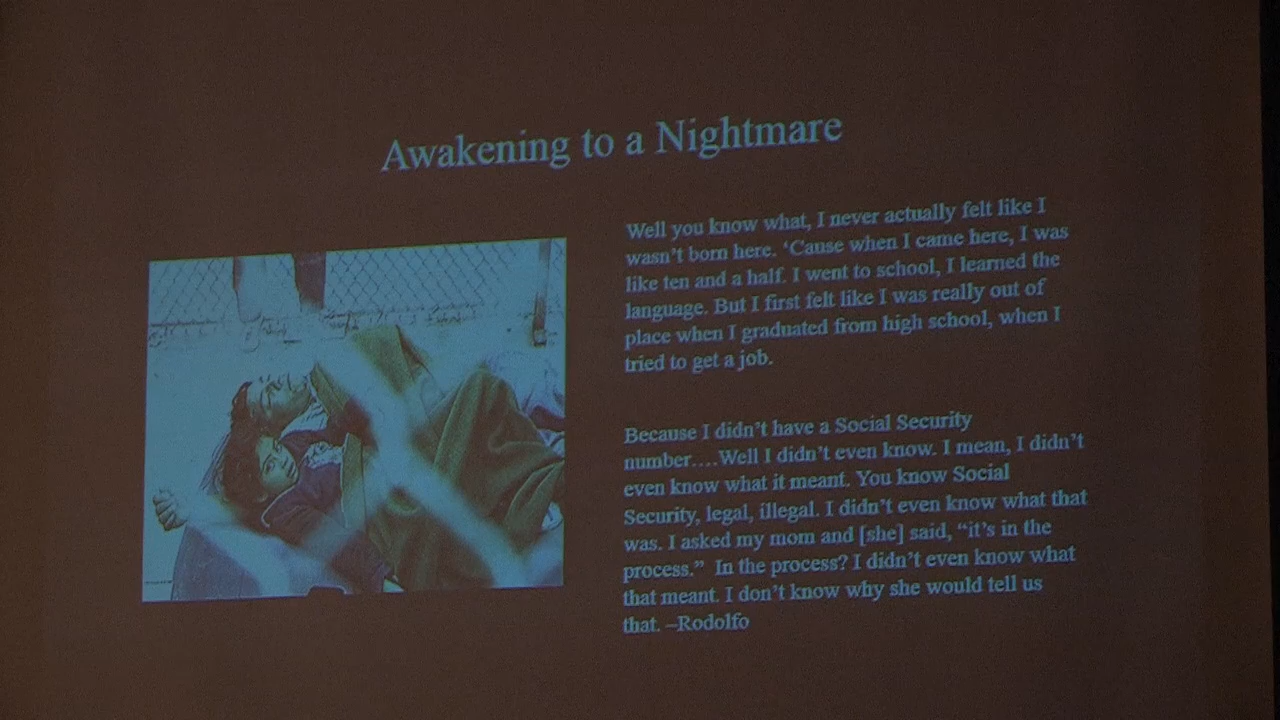 Awakening to a Nightmare
Well you know what, I never actually felt like I
wasn't born here. 'Cause when I came here, I was
like ten and a half. I went to school, I learned the
language. But I first felt like I was really out of
place when I graduated from high school, when I
tried to get a job.
Because I didn't have a Social Security
number....Well I didn't even know. I mean, I didn't
even know what it meant. You know Social
Security, legal, illegal. I didn't even know what that
was. I asked my mom and [she] said, "it's in the
process."  In the process? I didn't even know what
that meant. I don't know why she would tell us
that. –Rodolfo